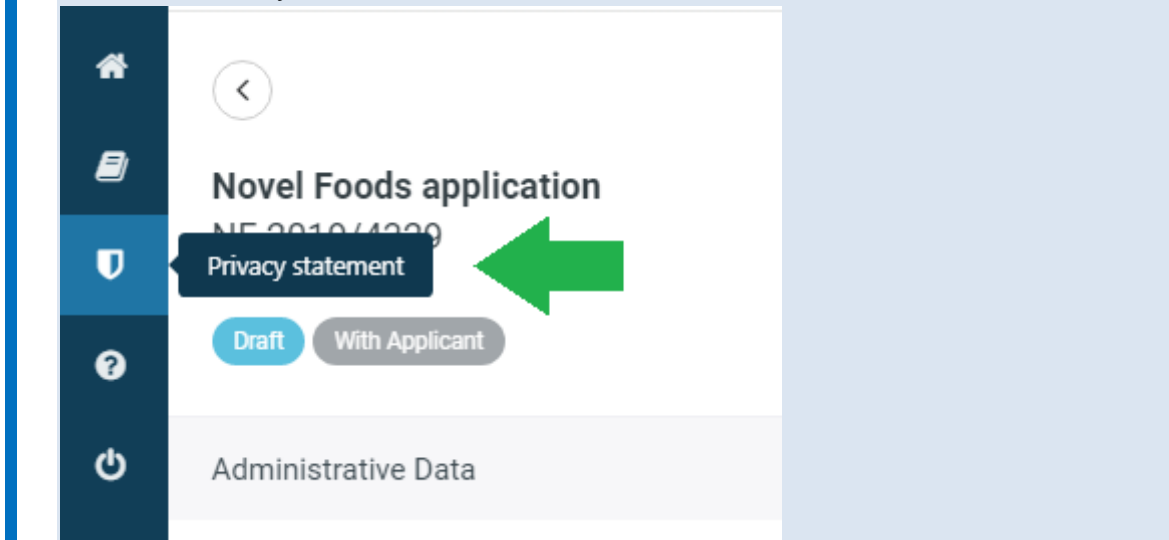 Novel Foods application
Privacy statement
Draft With Applicant
Administrative Data